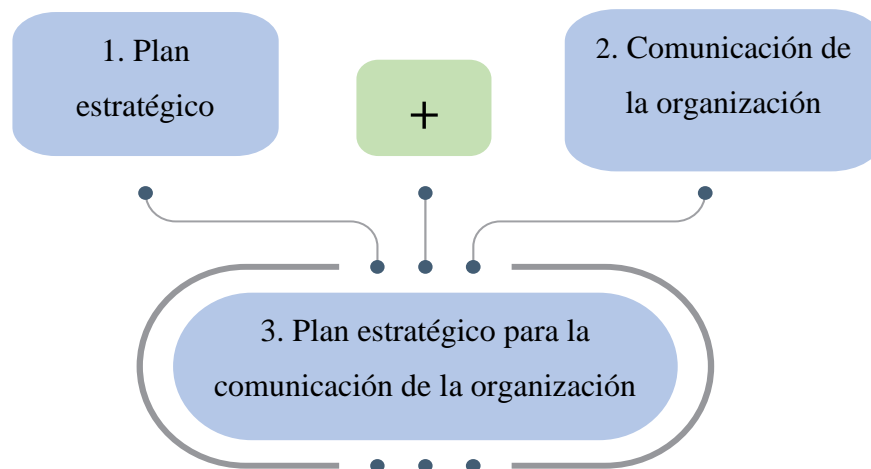 1. Plan
estratégico
+
2. Comunicación de
la organización
3. Plan estratégico para la
comunicación de la organización